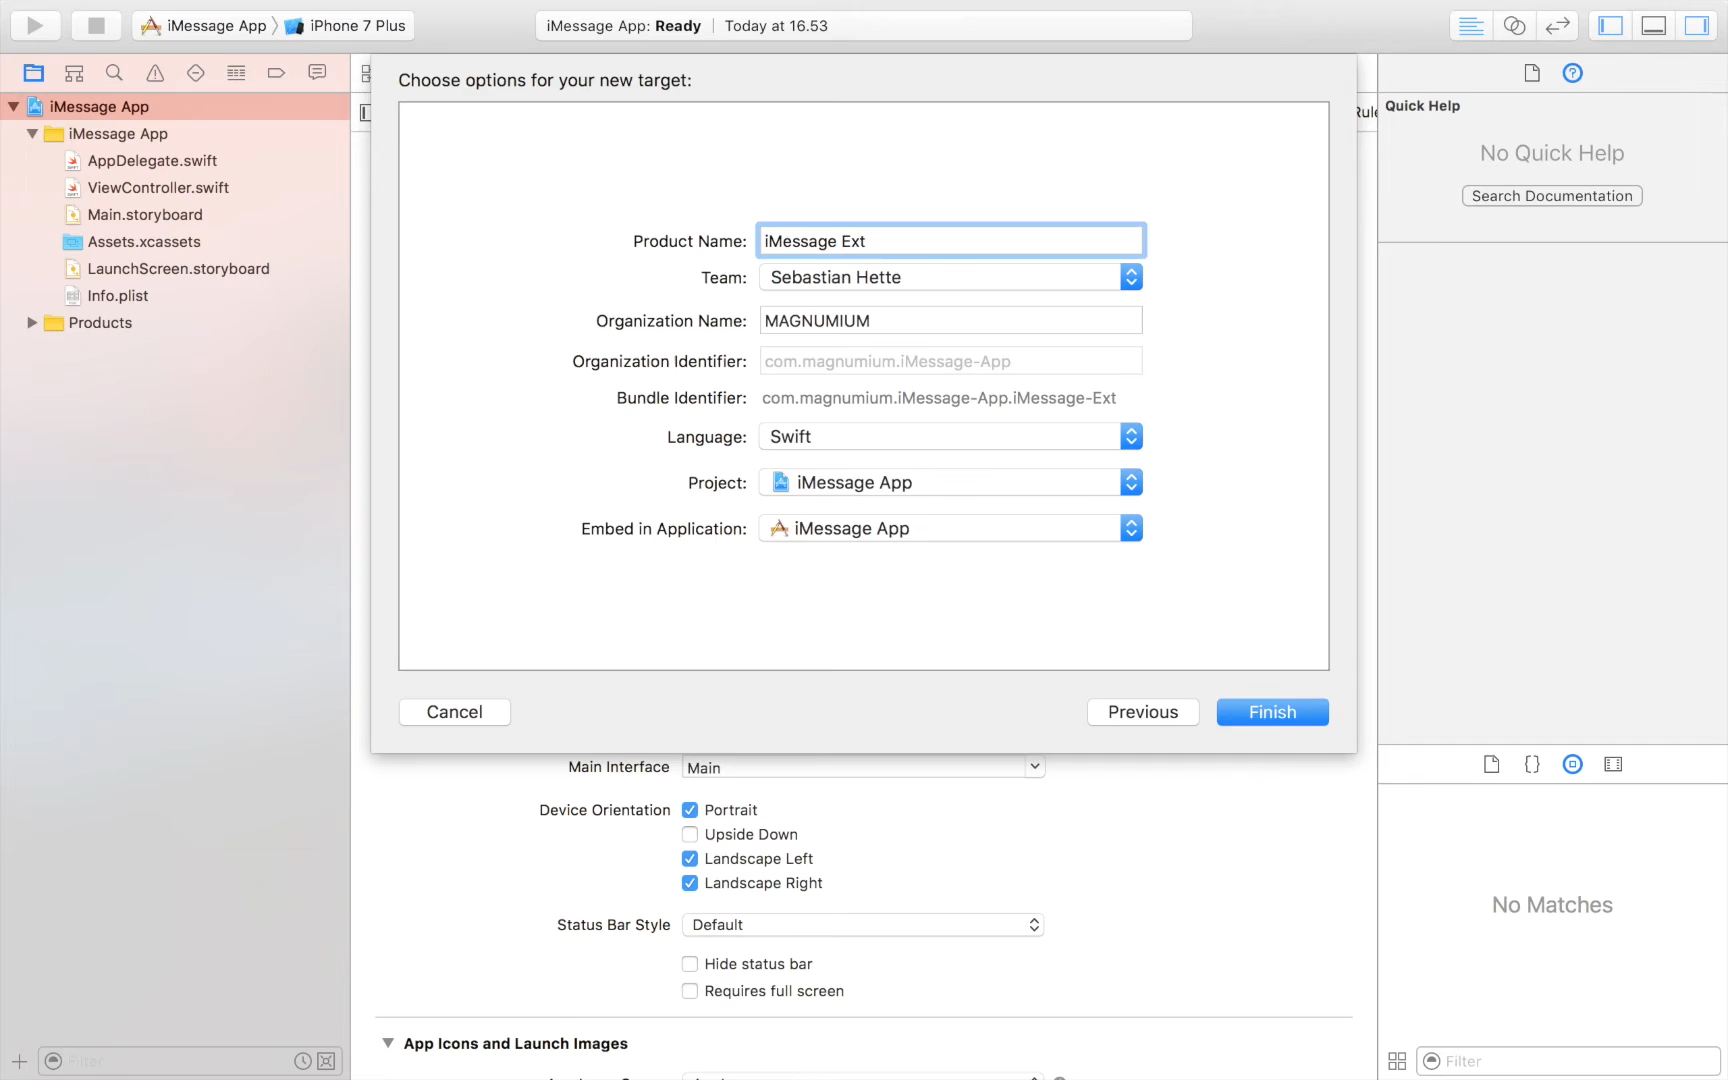 iMessage App
iPhone 7 Plus
iMessage App: Ready
Today at 16.53
iMessage App
iMessage App
AppDelegate.swift
ViewController.swift
Main.storyboard
Assets.xcassets
LaunchScreen.storyboard
Info.plist
Products
Filter
Choose options for your new target:
Product Name: iMessage Ext
Team: Sebastian Hette
Organization Name: MAGNUMIUM
Organization Identifier: com.magnumium.iMessage-App
Bundle Identifier: com.magnumium.iMessage-App.iMessage-Ext
Language: Swift
Project: iMessage App
Embed in Application: iMessage App
Cancel
Previous
Finish
Main Interface Main
Device Orientation Portrait
Upside Down
Landscape Left
Landscape Right
Status Bar Style Default
Hide status bar
Requires full screen
App Icons and Launch Images
Quick Help
No Quick Help
Search Documentation
{}
No Matches
Filter